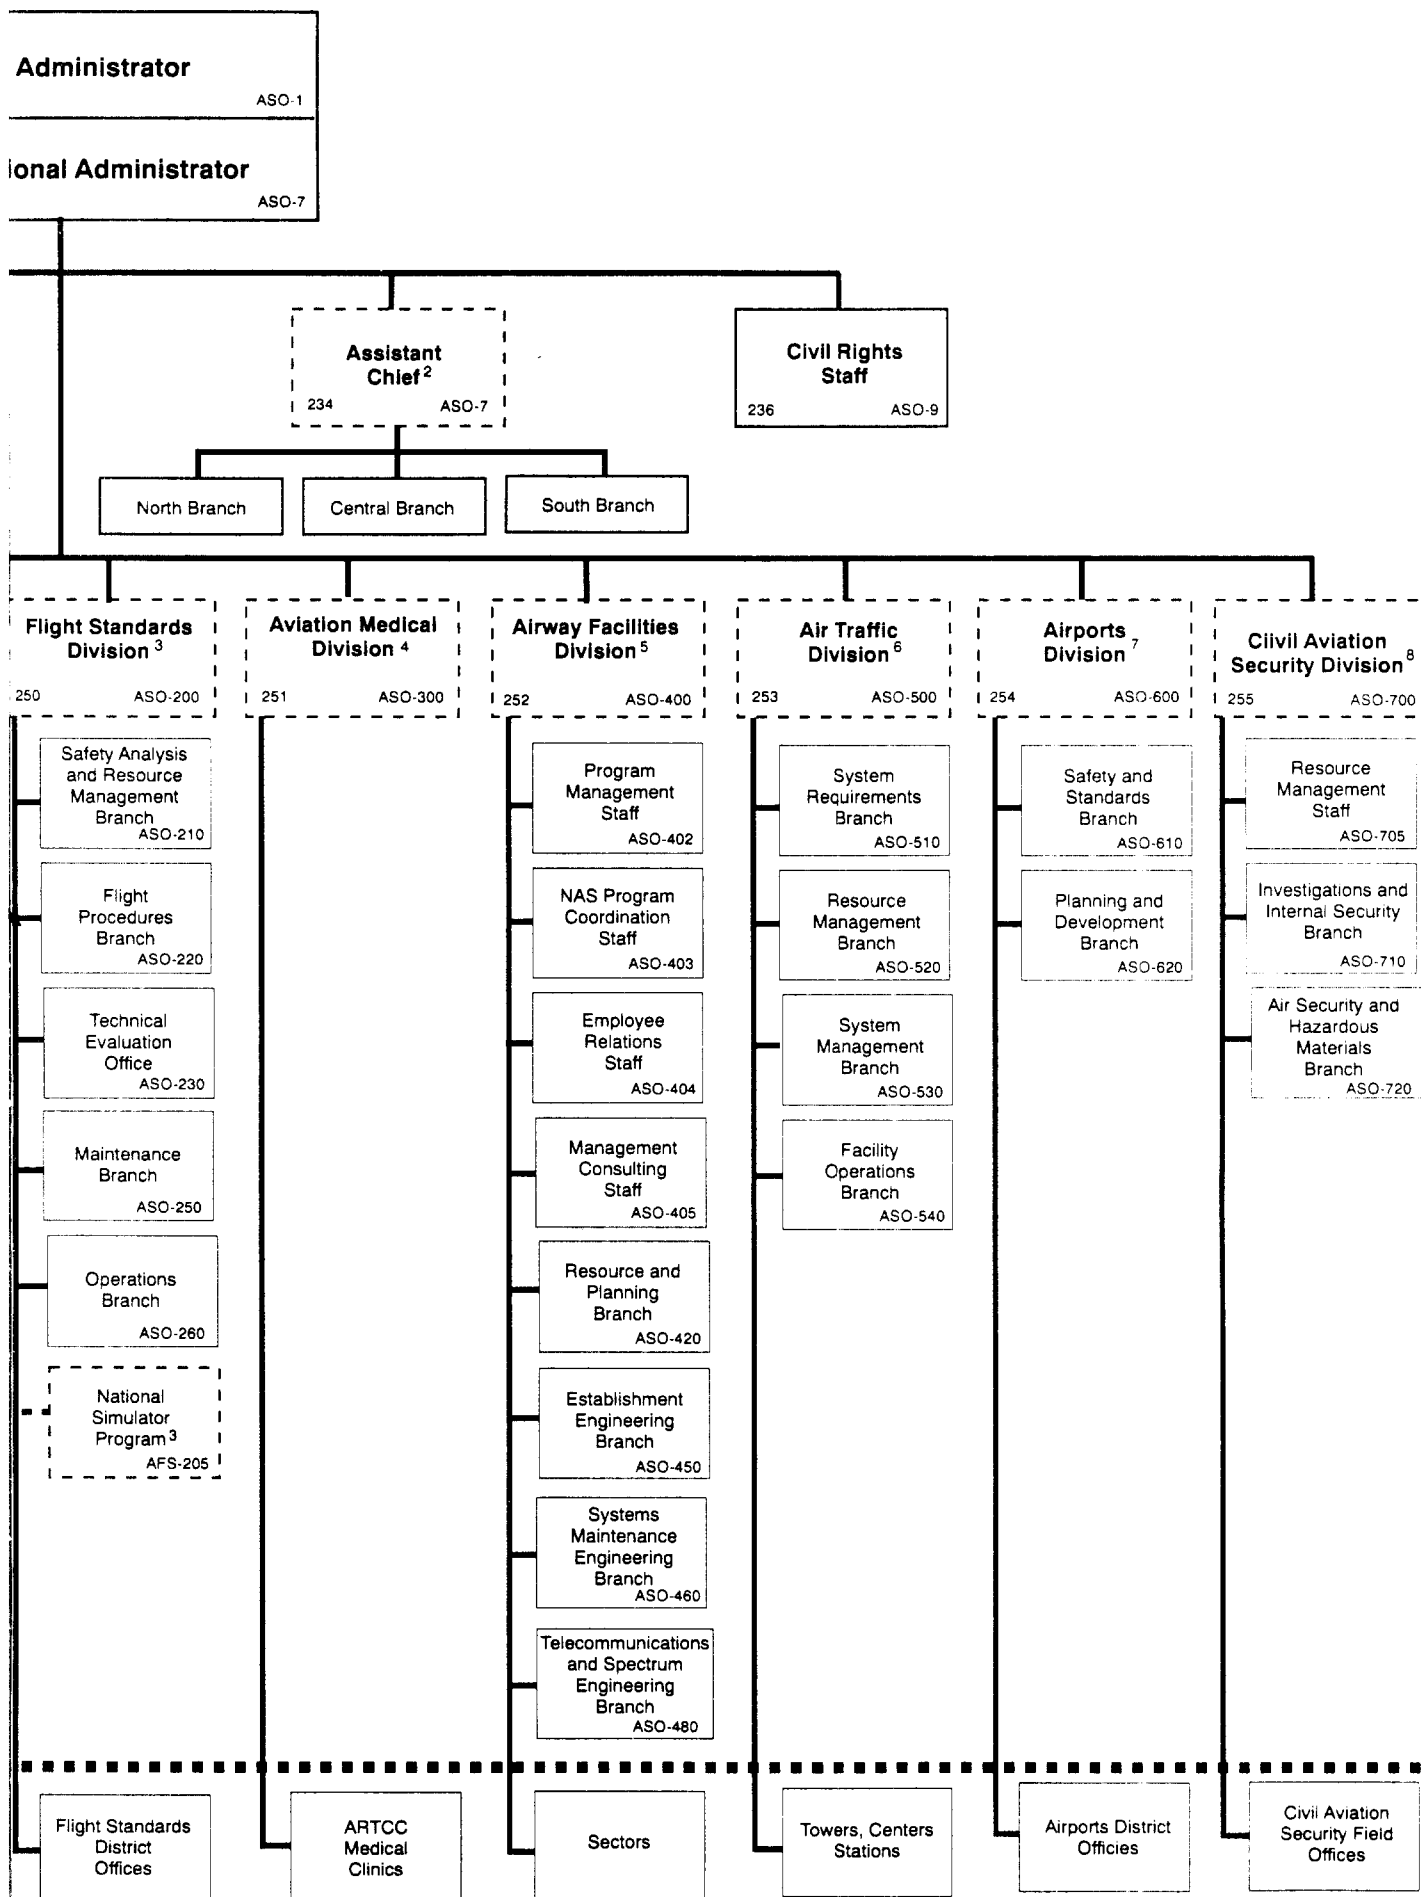 Administrator
ASO-1
ional Administrator
ASO-7
Assistant
Chief 2
234 ASO-7
Civil Rights
Staff
236 ASO-9
North Branch
Central Branch
South Branch
Flight Standards
Division 3
250 ASO-200
Aviation Medical
Division 4
251 ASO-300
Airway Facilities
Division 5
252 ASO-400
Air Traffic
Division 6
253 ASO-500
Airports
Division 7
254 ASO-600
Ciivil Aviation
Security Division 8
255 ASO-700
Safety Analysis
and Resource
Management
Branch
ASO-210
Flight
Procedures
Branch
ASO-220
Technical
Evaluation
Office
ASO-230
Maintenance
Branch
ASO-250
Operations
Branch
ASO-260
National
Simulator
Program 3
AFS-205
Program
Management
Staff
ASO-402
NAS Program
Coordination
Staff
ASO-403
Employee
Relations
Staff
ASO-404
Management
Consulting
Staff
ASO-405
Resource and
Planning
Branch
ASO-420
Establishment
Engineering
Branch
ASO-450
Systems
Maintenance
Engineering
Branch
ASO-460
Telecommunications
and Spectrum
Engineering
Branch
ASO-480
System
Requirements
Branch
ASO-510
Resource
Management
Branch
ASO-520
System
Management
Branch
ASO-530
Facility
Operations
Branch
ASO-540
Safety and
Standards
Branch
ASO-610
Planning and
Development
Branch
ASO-620
Resource
Management
Staff
ASO-705
Investigations and
Internal Security
Branch
ASO-710
Air Security and
Hazardous
Materials
Branch
ASO-720
Flight Standards
District
Offices
ARTCC
Medical
Clinics
Sectors
Towers, Centers
Stations
Airports District
Officies
Civil Aviation
Security Field
Offices